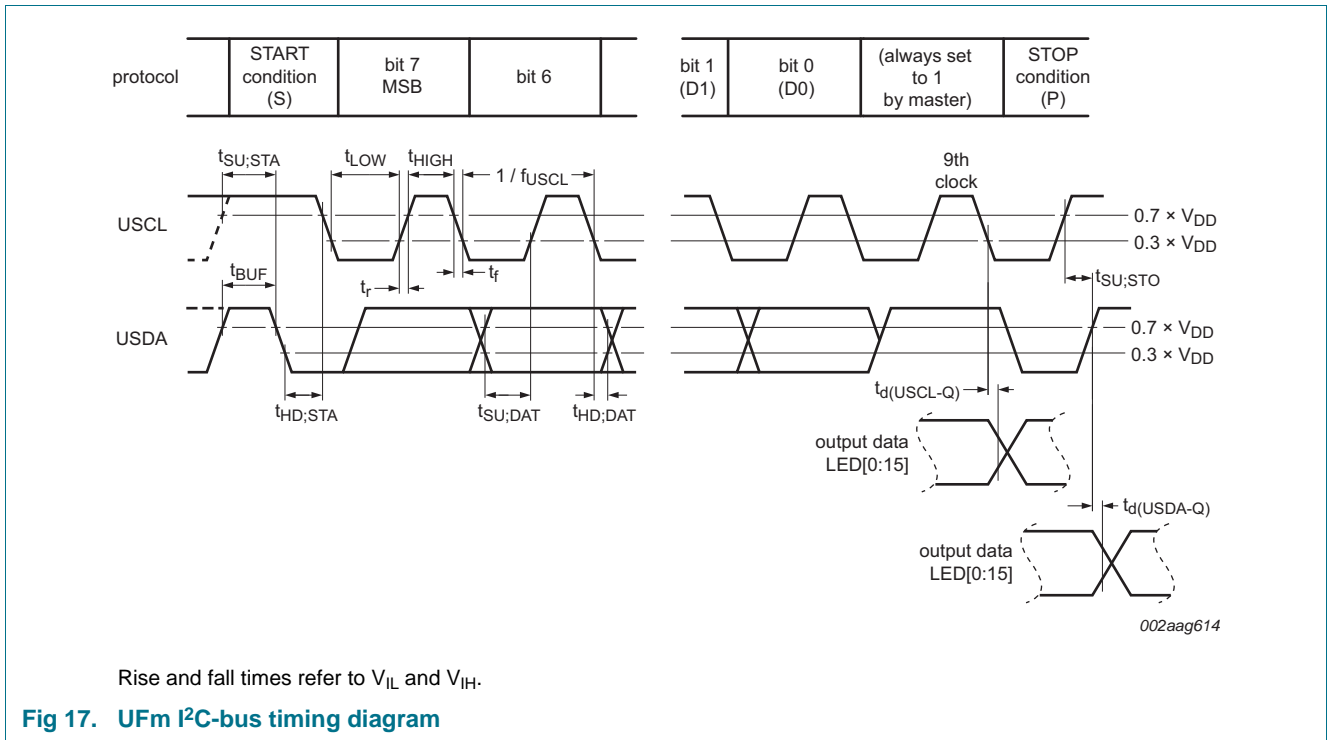 protocol
START
condition
(S)
bit 7
MSB
bit 6
bit 1
(D1)
bit 0
(D0)
(always set
to 1
by master)
STOP
condition
(P)
tSU;STA
tLOW
tHIGH
1 / fUSCL
9th
clock
USCL
0.7 × VDD
0.3 × VDD
tBUF
tr
tf
tSU;STO
USDA
0.7 × VDD
0.3 × VDD
tHD;STA
tSU;DAT
tHD;DAT
td(USCL-Q)
output data
LED[0:15]
td(USDA-Q)
output data
LED[0:15]
002aag614
Rise and fall times refer to VIL and VIH.
Fig 17. UFm I²C-bus timing diagram